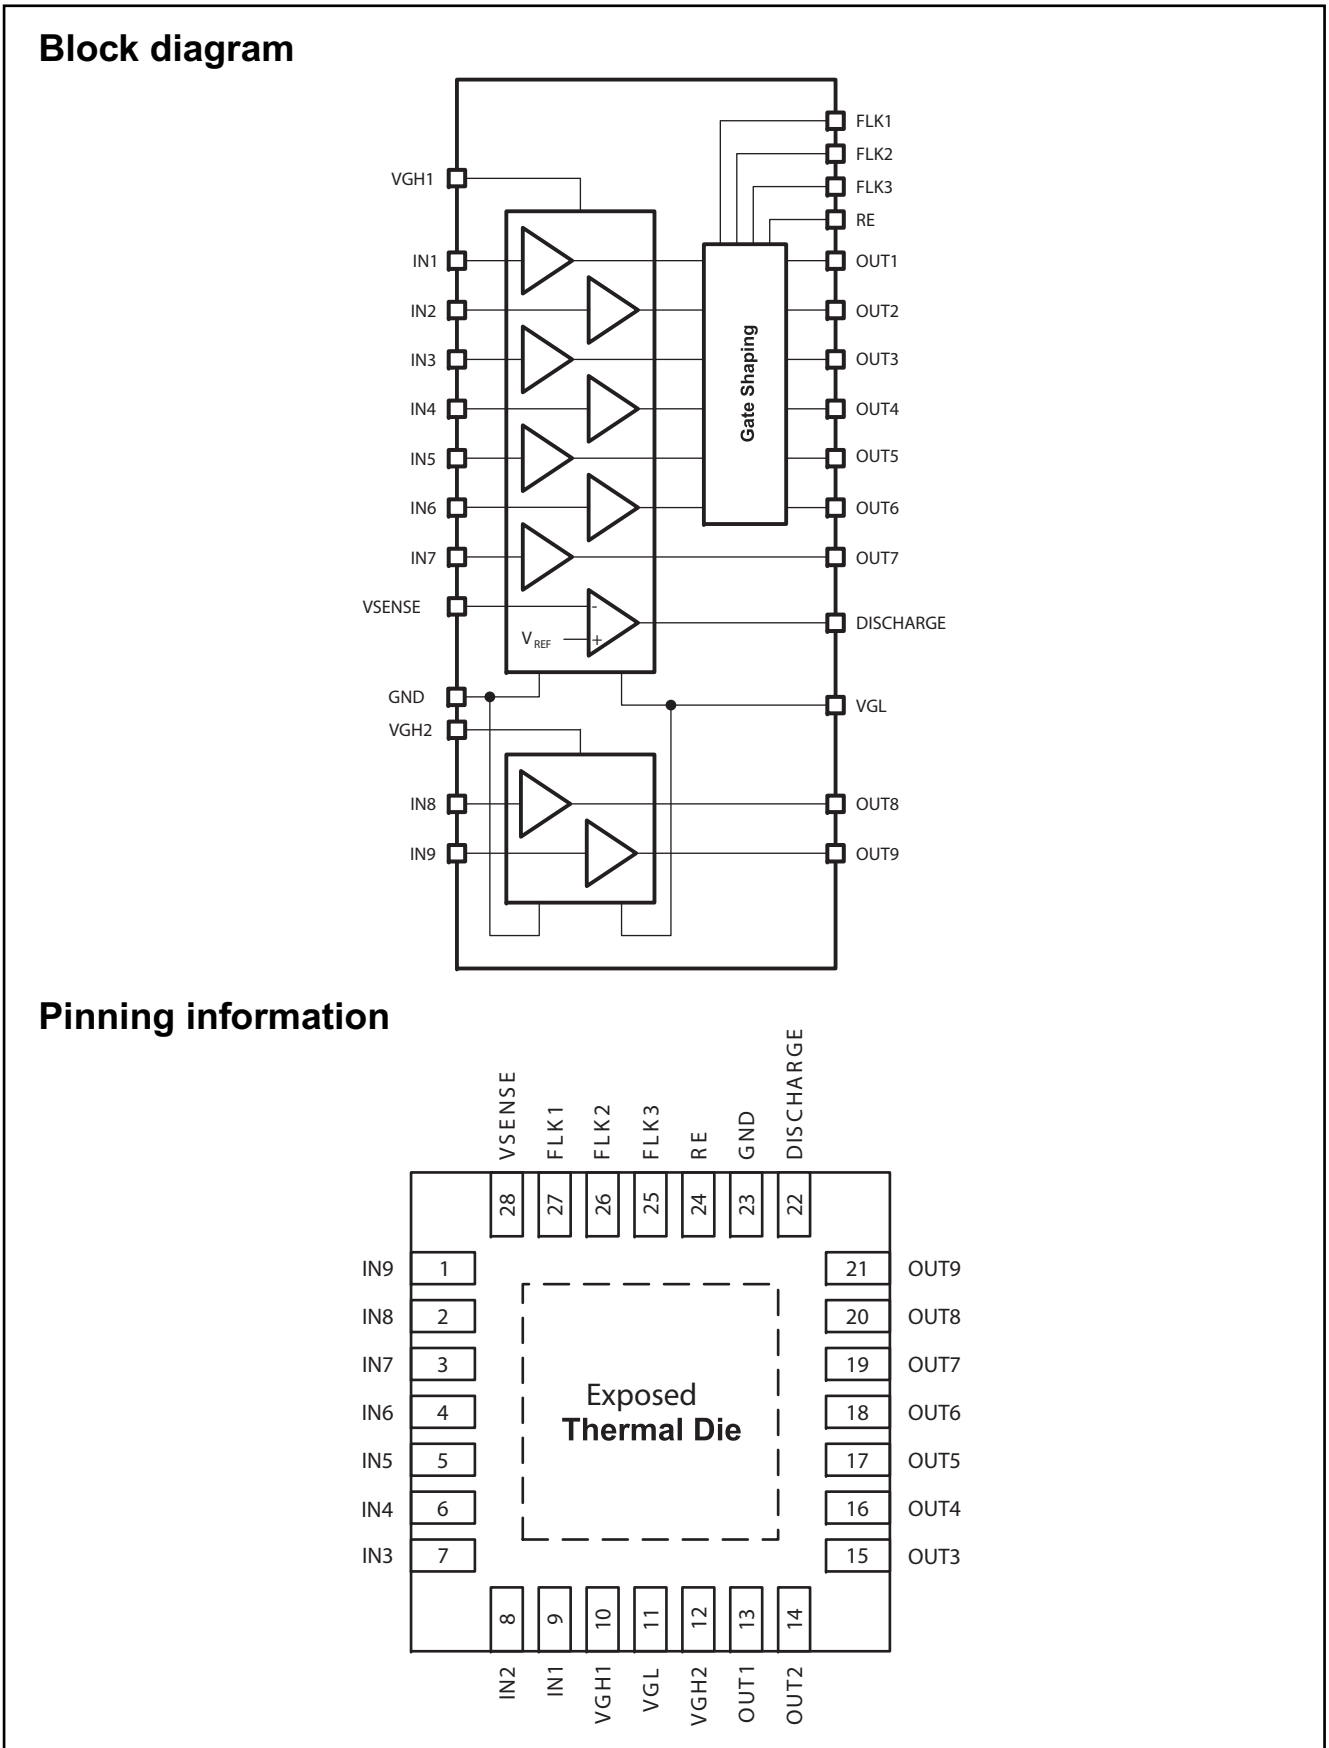 Block diagram
FLK1
FLK2
VGH1
FLK3
RE
IN1
OUT1
IN2
OUT2
IN3
OUT3
Gate Shaping
IN4
OUT4
IN5
OUT5
IN6
OUT6
IN7
OUT7
VSENSE
-
DISCHARGE
V REF
+
GND
VGL
VGH2
IN8
OUT8
IN9
OUT9
Pinning information
VSENSE
FLK1
FLK2
FLK3
RE
GND
DISCHARGE
28
27
26
25
24
23
22
IN9 1
21 OUT9
IN8 2
20 OUT8
IN7 3
19 OUT7
IN6 4
18 OUT6
IN5 5
17 OUT5
IN4 6
16 OUT4
IN3 7
15 OUT3
Exposed
Thermal Die
8
9
10
11
12
13
14
IN2
IN1
VGH1
VGL
VGH2
OUT1
OUT2